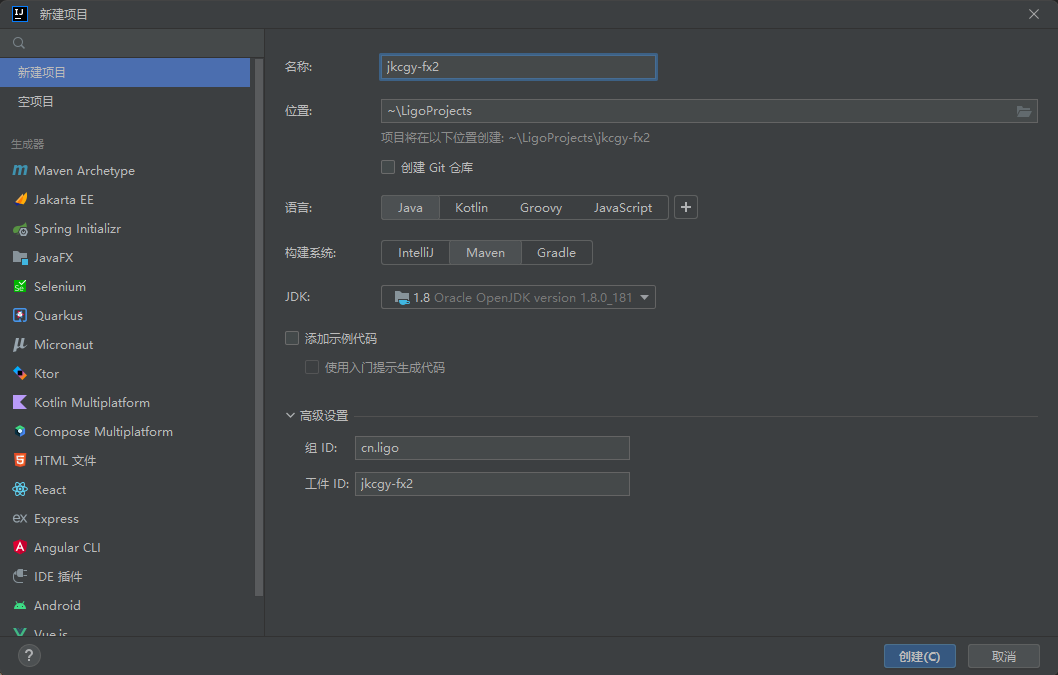 新建项目
新建项目
空项目
生成器
Maven Archetype
Jakarta EE
Spring Initializr
JavaFX
Selenium
Quarkus
Micronaut
Ktor
Kotlin Multiplatform
Compose Multiplatform
HTML 文件
React
ex Express
Angular CLI
IDE 插件
Android
Vue.js
名称: jkcgy-fx2
位置: ~\LigoProjects
项目将在以下位置创建: ~\LigoProjects\jkcgy-fx2
创建 Git 仓库
语言: Java Kotlin Groovy JavaScript +
构建系统: IntelliJ Maven Gradle
JDK: 1.8 Oracle OpenJDK version 1.8.0_181
添加示例代码
使用入门提示生成代码
高级设置
组 ID: cn.ligo
工件 ID: jkcgy-fx2
? 创建(C) 取消